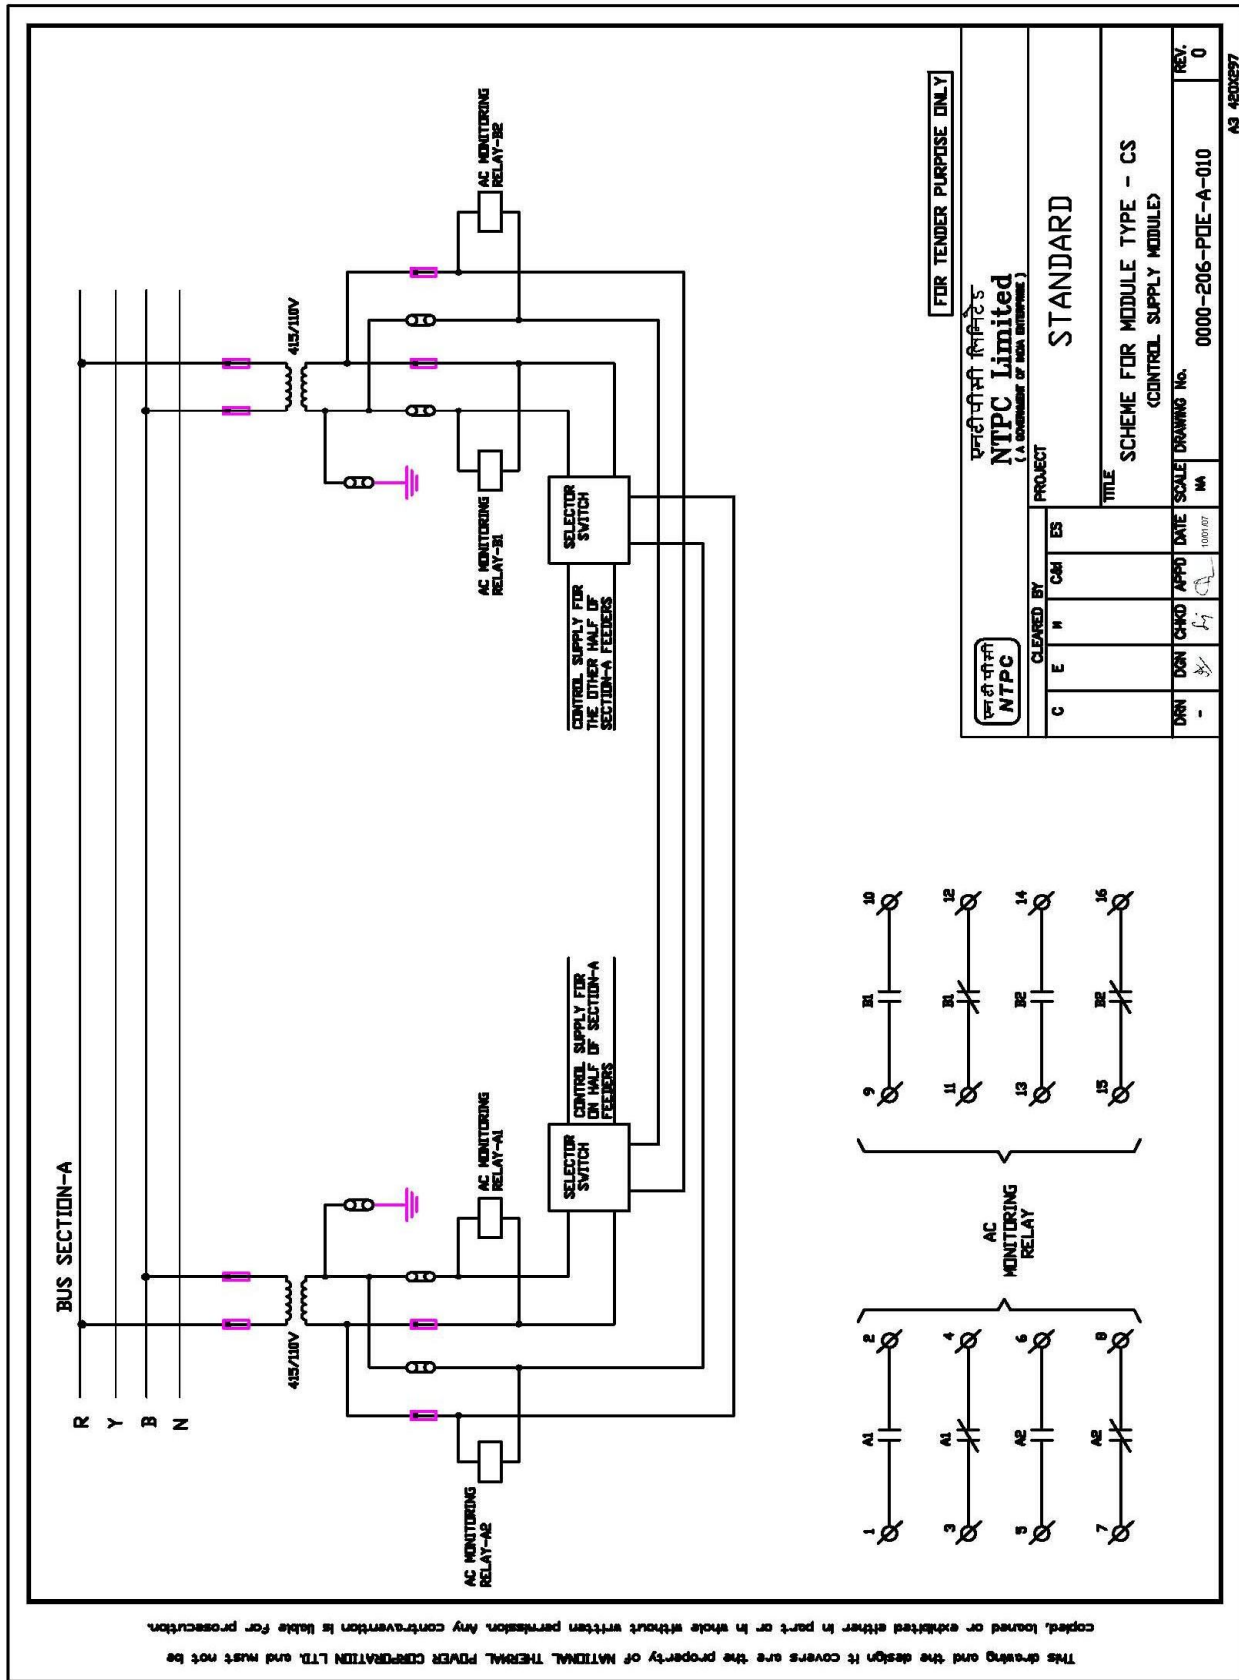 BUS SECTION-A
R
Y
B
N
415/110V
415/110V
AC MONITORING
RELAY-A2
AC MONITORING
RELAY-A1
AC MONITORING
RELAY-B1
AC MONITORING
RELAY-B2
SELECTOR
SWITCH
CONTROL SUPPLY FOR
ON HALF OF SECTION-A
FEEDERS
CONTROL SUPPLY FOR
THE OTHER HALF OF
SECTION-A FEEDERS
SELECTOR
SWITCH
1 A1 2
3 A1 4
5 A2 6
7 A2 8
AC
MONITORING
RELAY
9 B1 10
11 B1 12
13 B2 14
15 B2 16
FOR TENDER PURPOSE ONLY
एनटीपीसी
NTPC
एनटीपीसी लिमिटेड
NTPC Limited
( A GOVERNMENT OF INDIA ENTERPRISE )
CLEARED BY
C E M C&I ES
PROJECT
STANDARD
TITLE
SCHEME FOR MODULE TYPE - CS
(CONTROL SUPPLY MODULE)
DRN DGN CHKD APPD DATE SCALE DRAWING No. REV.
- 10/01/07 NA 0000-206-POE-A-010 0
A3 420X297
This drawing and the design it covers are the property of NATIONAL THERMAL POWER CORPORATION LTD. and must not be
copied, loaned or exhibited either in part or in whole without written permission. Any contravention is liable for prosecution.